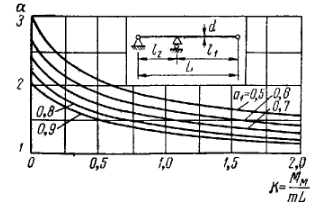 α
3
d
l₂
l₁
L
2
a₁=0,5
0,6
0,7
0,8
0,9
1
0
0,5
1,0
1,5
2,0
K = Mм / mL